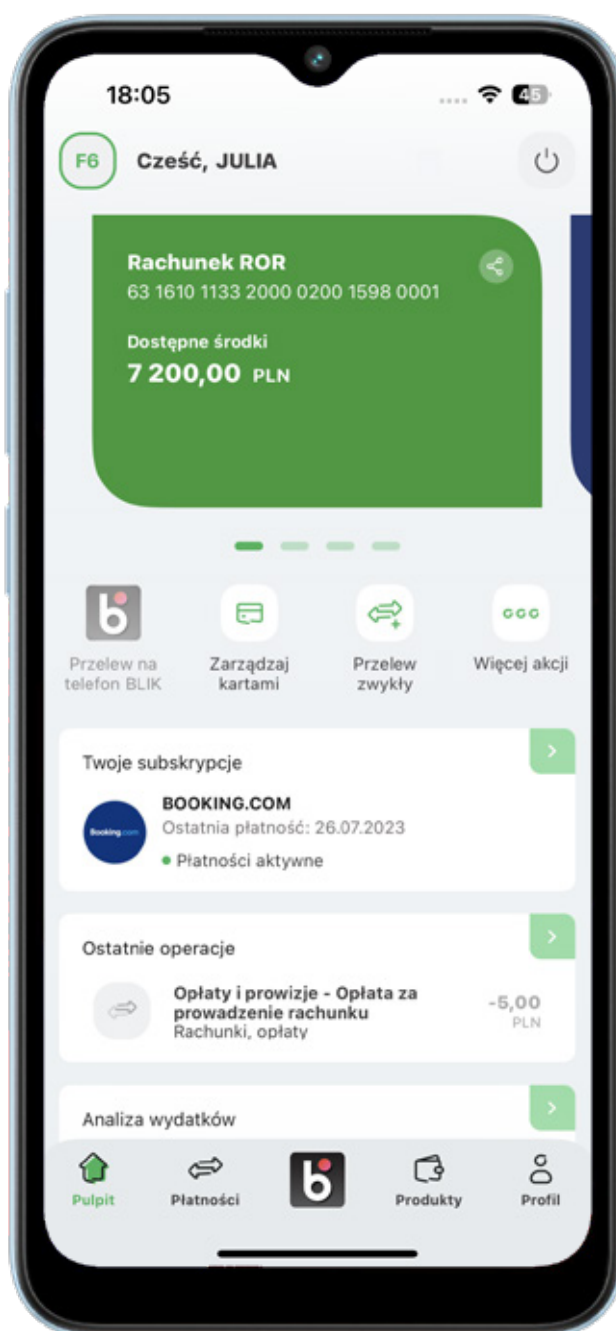 18:05
45
F6 Cześć, JULIA
Rachunek ROR
63 1610 1133 2000 0200 1598 0001
Dostępne środki
7 200,00 PLN
b
Przelew na
telefon BLIK
Zarządzaj
kartami
Przelew
zwykły
Więcej akcji
Twoje subskrypcje
Booking.com
BOOKING.COM
Ostatnia płatność: 26.07.2023
Płatności aktywne
Ostatnie operacje
Opłaty i prowizje - Opłata za
prowadzenie rachunku
Rachunki, opłaty
-5,00
PLN
Analiza wydatków
Pulpit
Płatności
b
Produkty
Profil